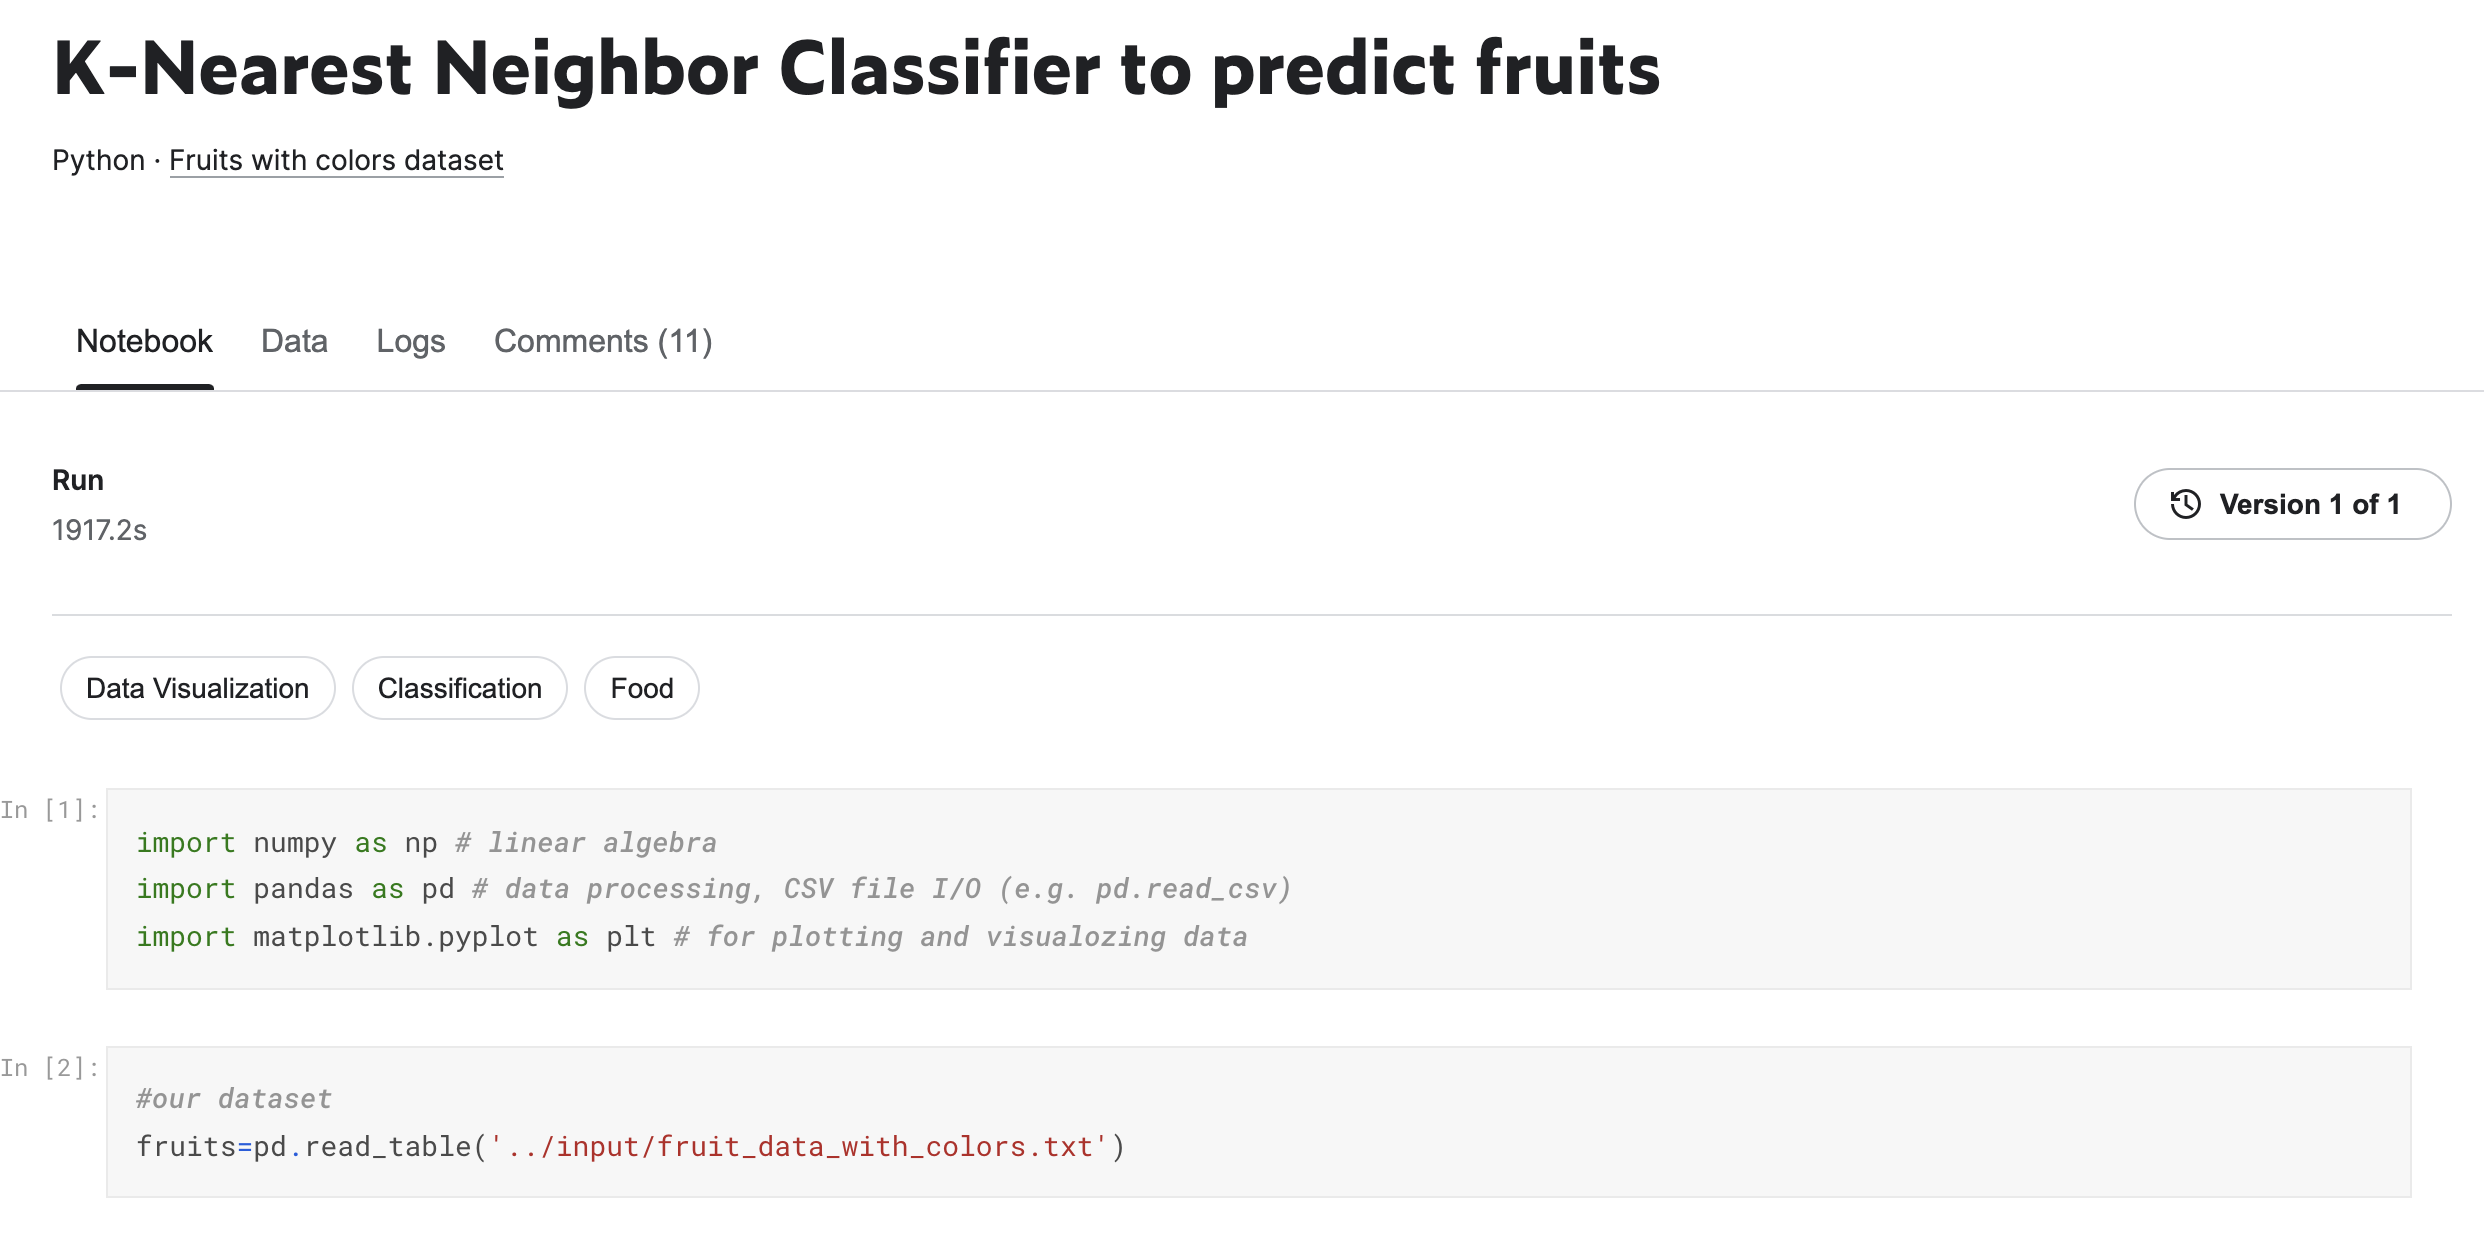 K-Nearest Neighbor Classifier to predict fruits
Python · Fruits with colors dataset
Notebook Data Logs Comments (11)
Run
1917.2s
Version 1 of 1
Data Visualization Classification Food
In [1]:
import numpy as np # linear algebra
import pandas as pd # data processing, CSV file I/O (e.g. pd.read_csv)
import matplotlib.pyplot as plt # for plotting and visualozing data
In [2]:
#our dataset
fruits=pd.read_table('../input/fruit_data_with_colors.txt')